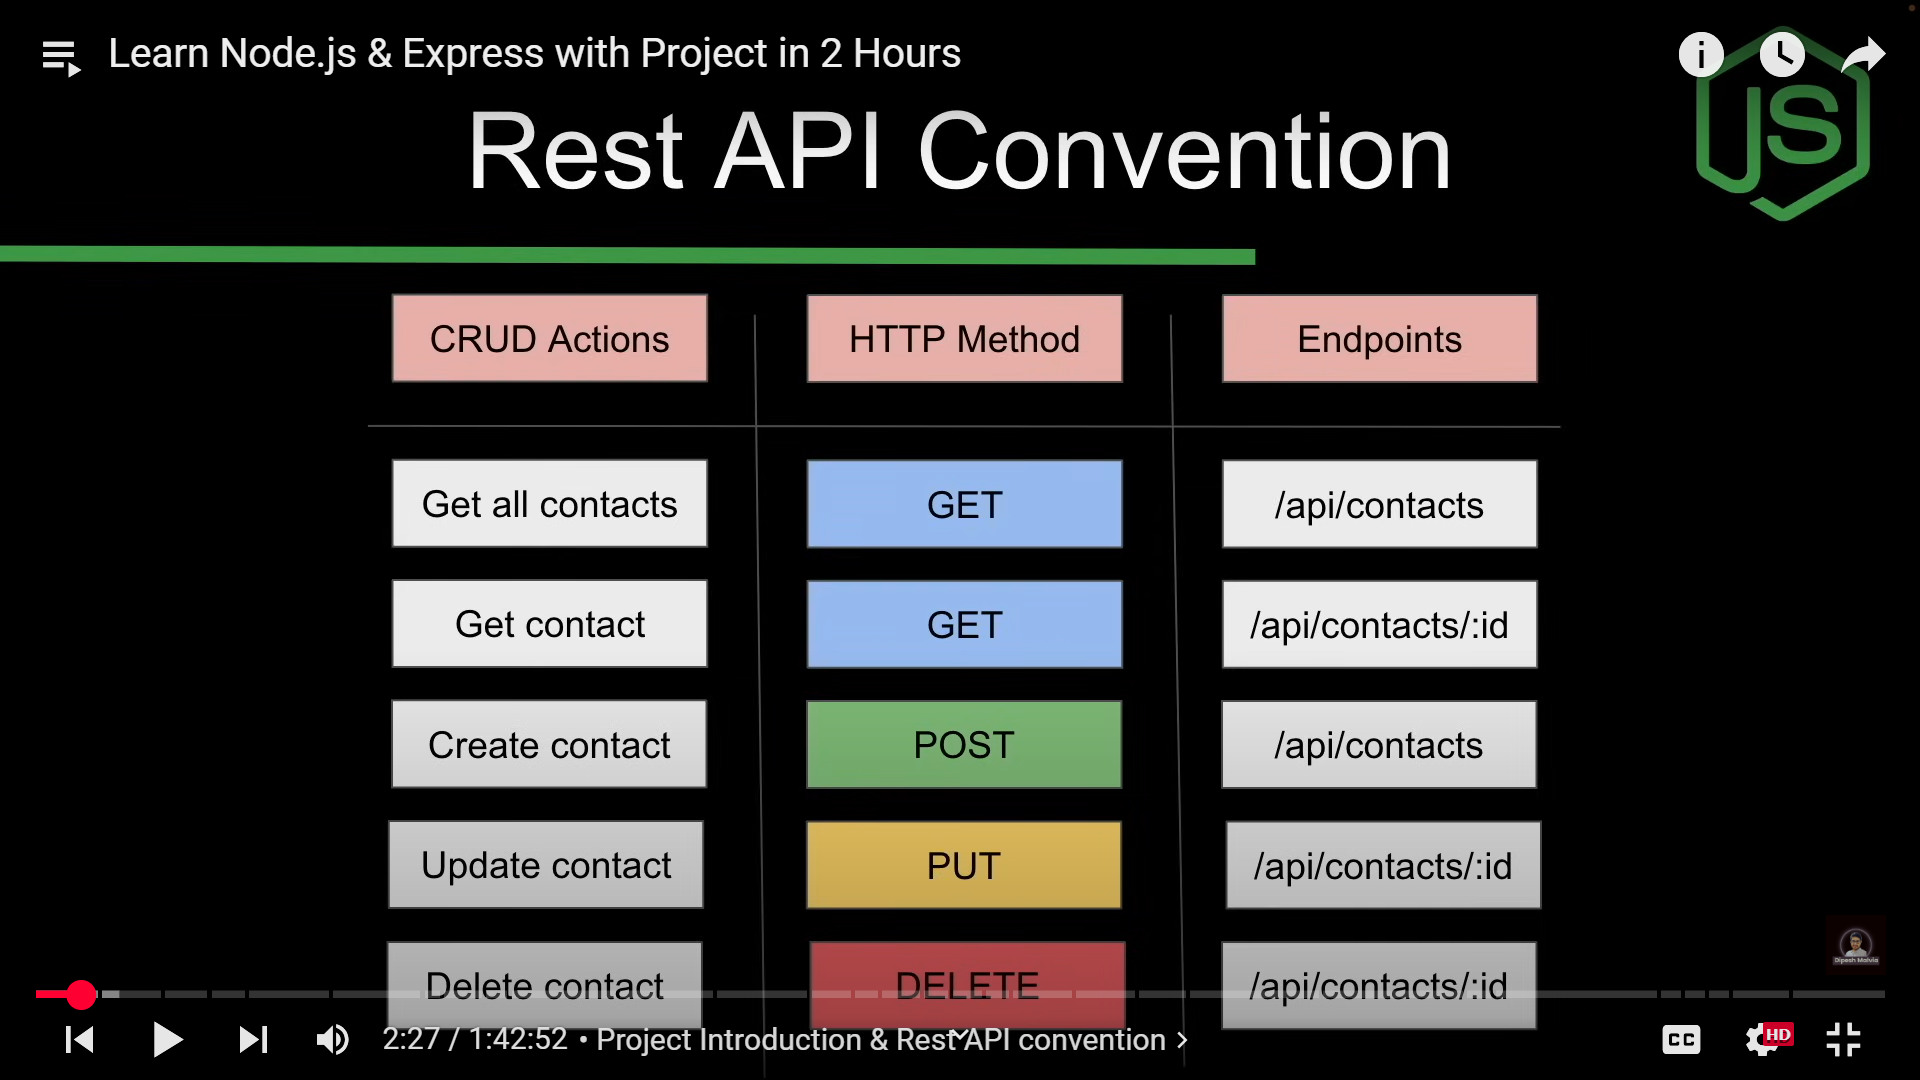 Learn Node.js & Express with Project in 2 Hours
i
JS
Rest API Convention
CRUD Actions HTTP Method Endpoints
Get all contacts GET /api/contacts
Get contact GET /api/contacts/:id
Create contact POST /api/contacts
Update contact PUT /api/contacts/:id
Delete contact DELETE /api/contacts/:id
Dipesh Malvia
2:27 / 1:42:52 • Project Introduction & Rest API convention ›
CC
HD